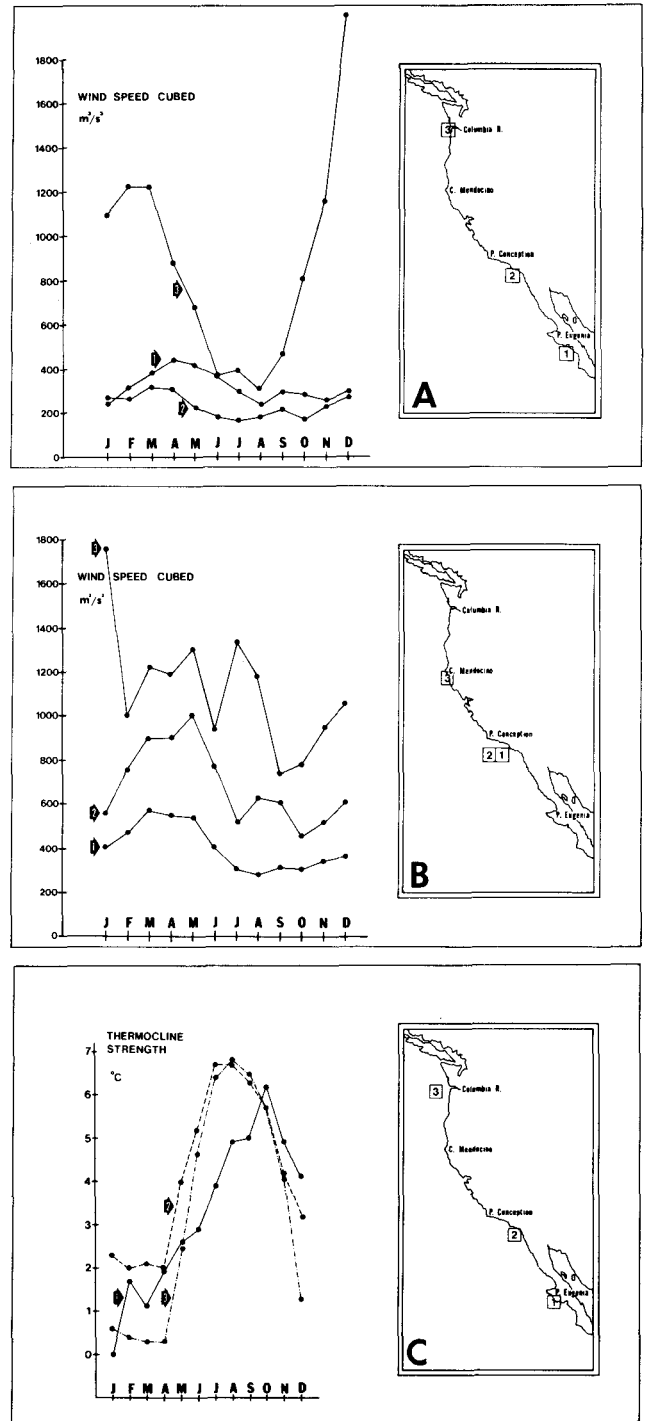 1800
1600
1400
1200
1000
800
600
400
200
0
WIND SPEED CUBED
m³/s³
3
1
2
J F M A M J J A S O N D
3
Columbia R.
C. Mendocino
P. Conception
2
P. Eugenia
1
A
1800
1600
1400
1200
1000
800
600
400
200
0
WIND SPEED CUBED
m³/s³
3
2
1
J F M A M J J A S O N D
Columbia R.
3
C. Mendocino
P. Conception
2 1
P. Eugenia
B
THERMOCLINE
STRENGTH
°C
7
6
5
4
3
2
1
0
2
3
J F M A M J J A S O N D
3
Columbia R.
C. Mendocino
P. Conception
2
P. Eugenia
1
C